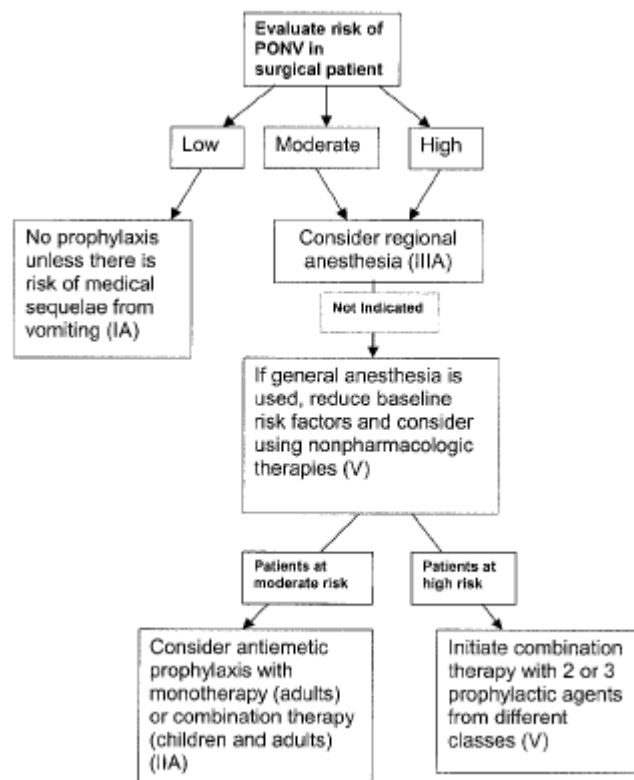 Evaluate risk of
PONV in
surgical patient
Low
Moderate
High
No prophylaxis
unless there is
risk of medical
sequelae from
vomiting (IA)
Consider regional
anesthesia (IIIA)
Not Indicated
If general anesthesia is
used, reduce baseline
risk factors and consider
using nonpharmacologic
therapies (V)
Patients at
moderate risk
Patients at
high risk
Consider antiemetic
prophylaxis with
monotherapy (adults)
or combination therapy
(children and adults)
(IIA)
Initiate combination
therapy with 2 or 3
prophylactic agents
from different
classes (V)